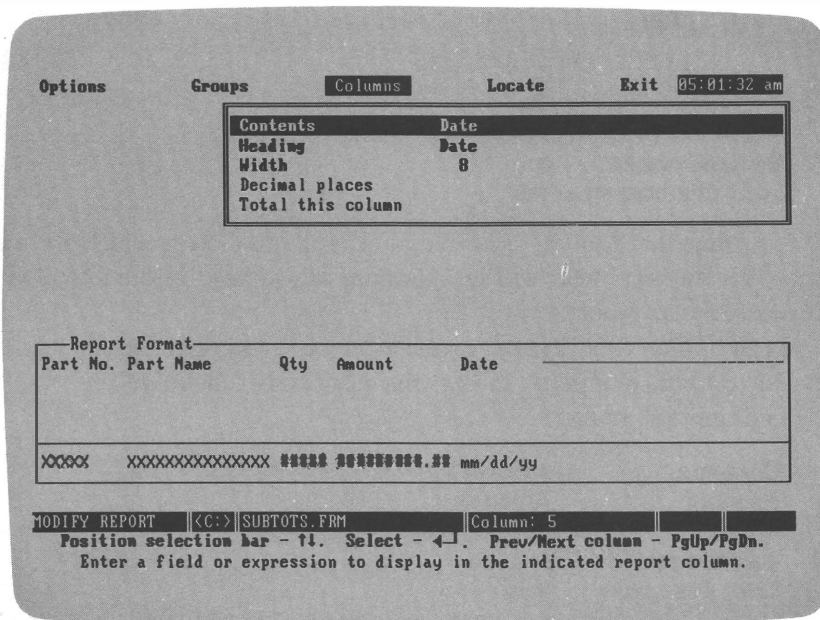 Options Groups Columns Locate Exit 05:01:32 am
Contents Date
Heading Date
Width 8
Decimal places
Total this column
Report Format
Part No. Part Name Qty Amount Date
XXXXX XXXXXXXXXXXXXXX ##### #########.## mm/dd/yy
MODIFY REPORT <C:> SUBTOTS.FRM Column: 5
Position selection bar - ↑↓. Select - ←┘. Prev/Next column - PgUp/PgDn.
Enter a field or expression to display in the indicated report column.